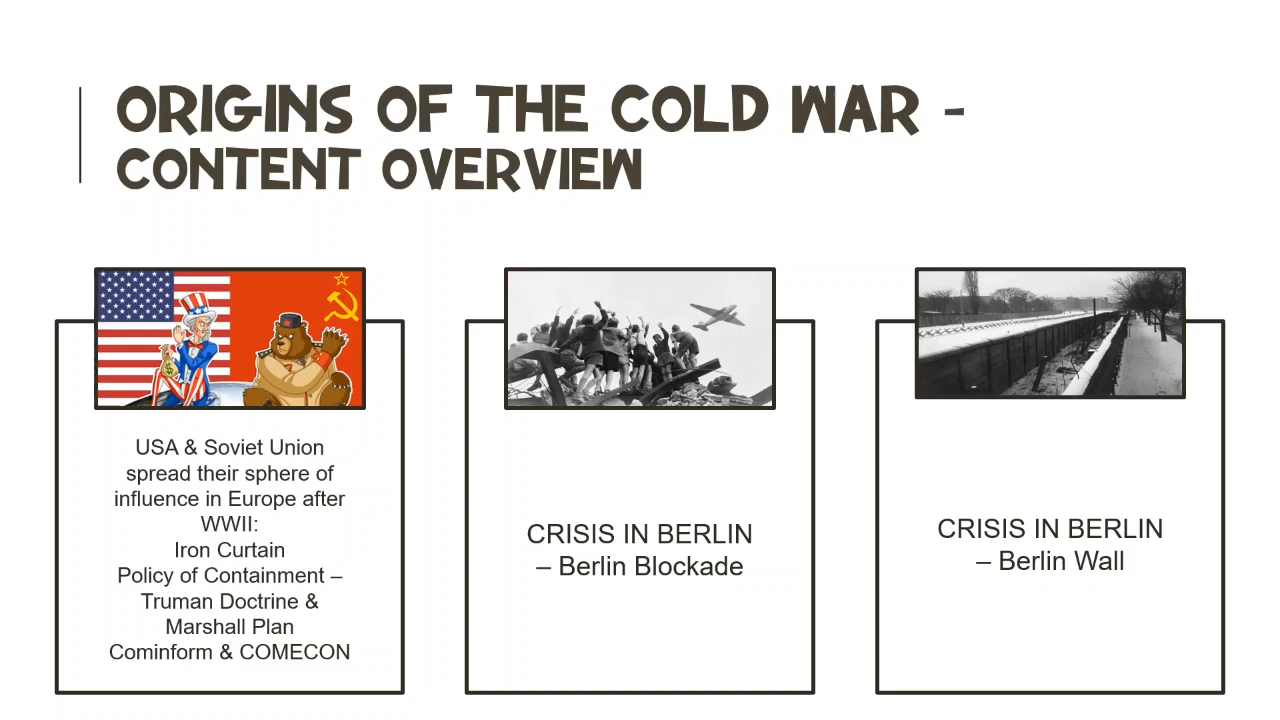 ORIGINS OF THE COLD WAR -
CONTENT OVERVIEW
USA & Soviet Union
spread their sphere of
influence in Europe after
WWII:
Iron Curtain
Policy of Containment –
Truman Doctrine &
Marshall Plan
Cominform & COMECON
CRISIS IN BERLIN
– Berlin Blockade
CRISIS IN BERLIN
– Berlin Wall